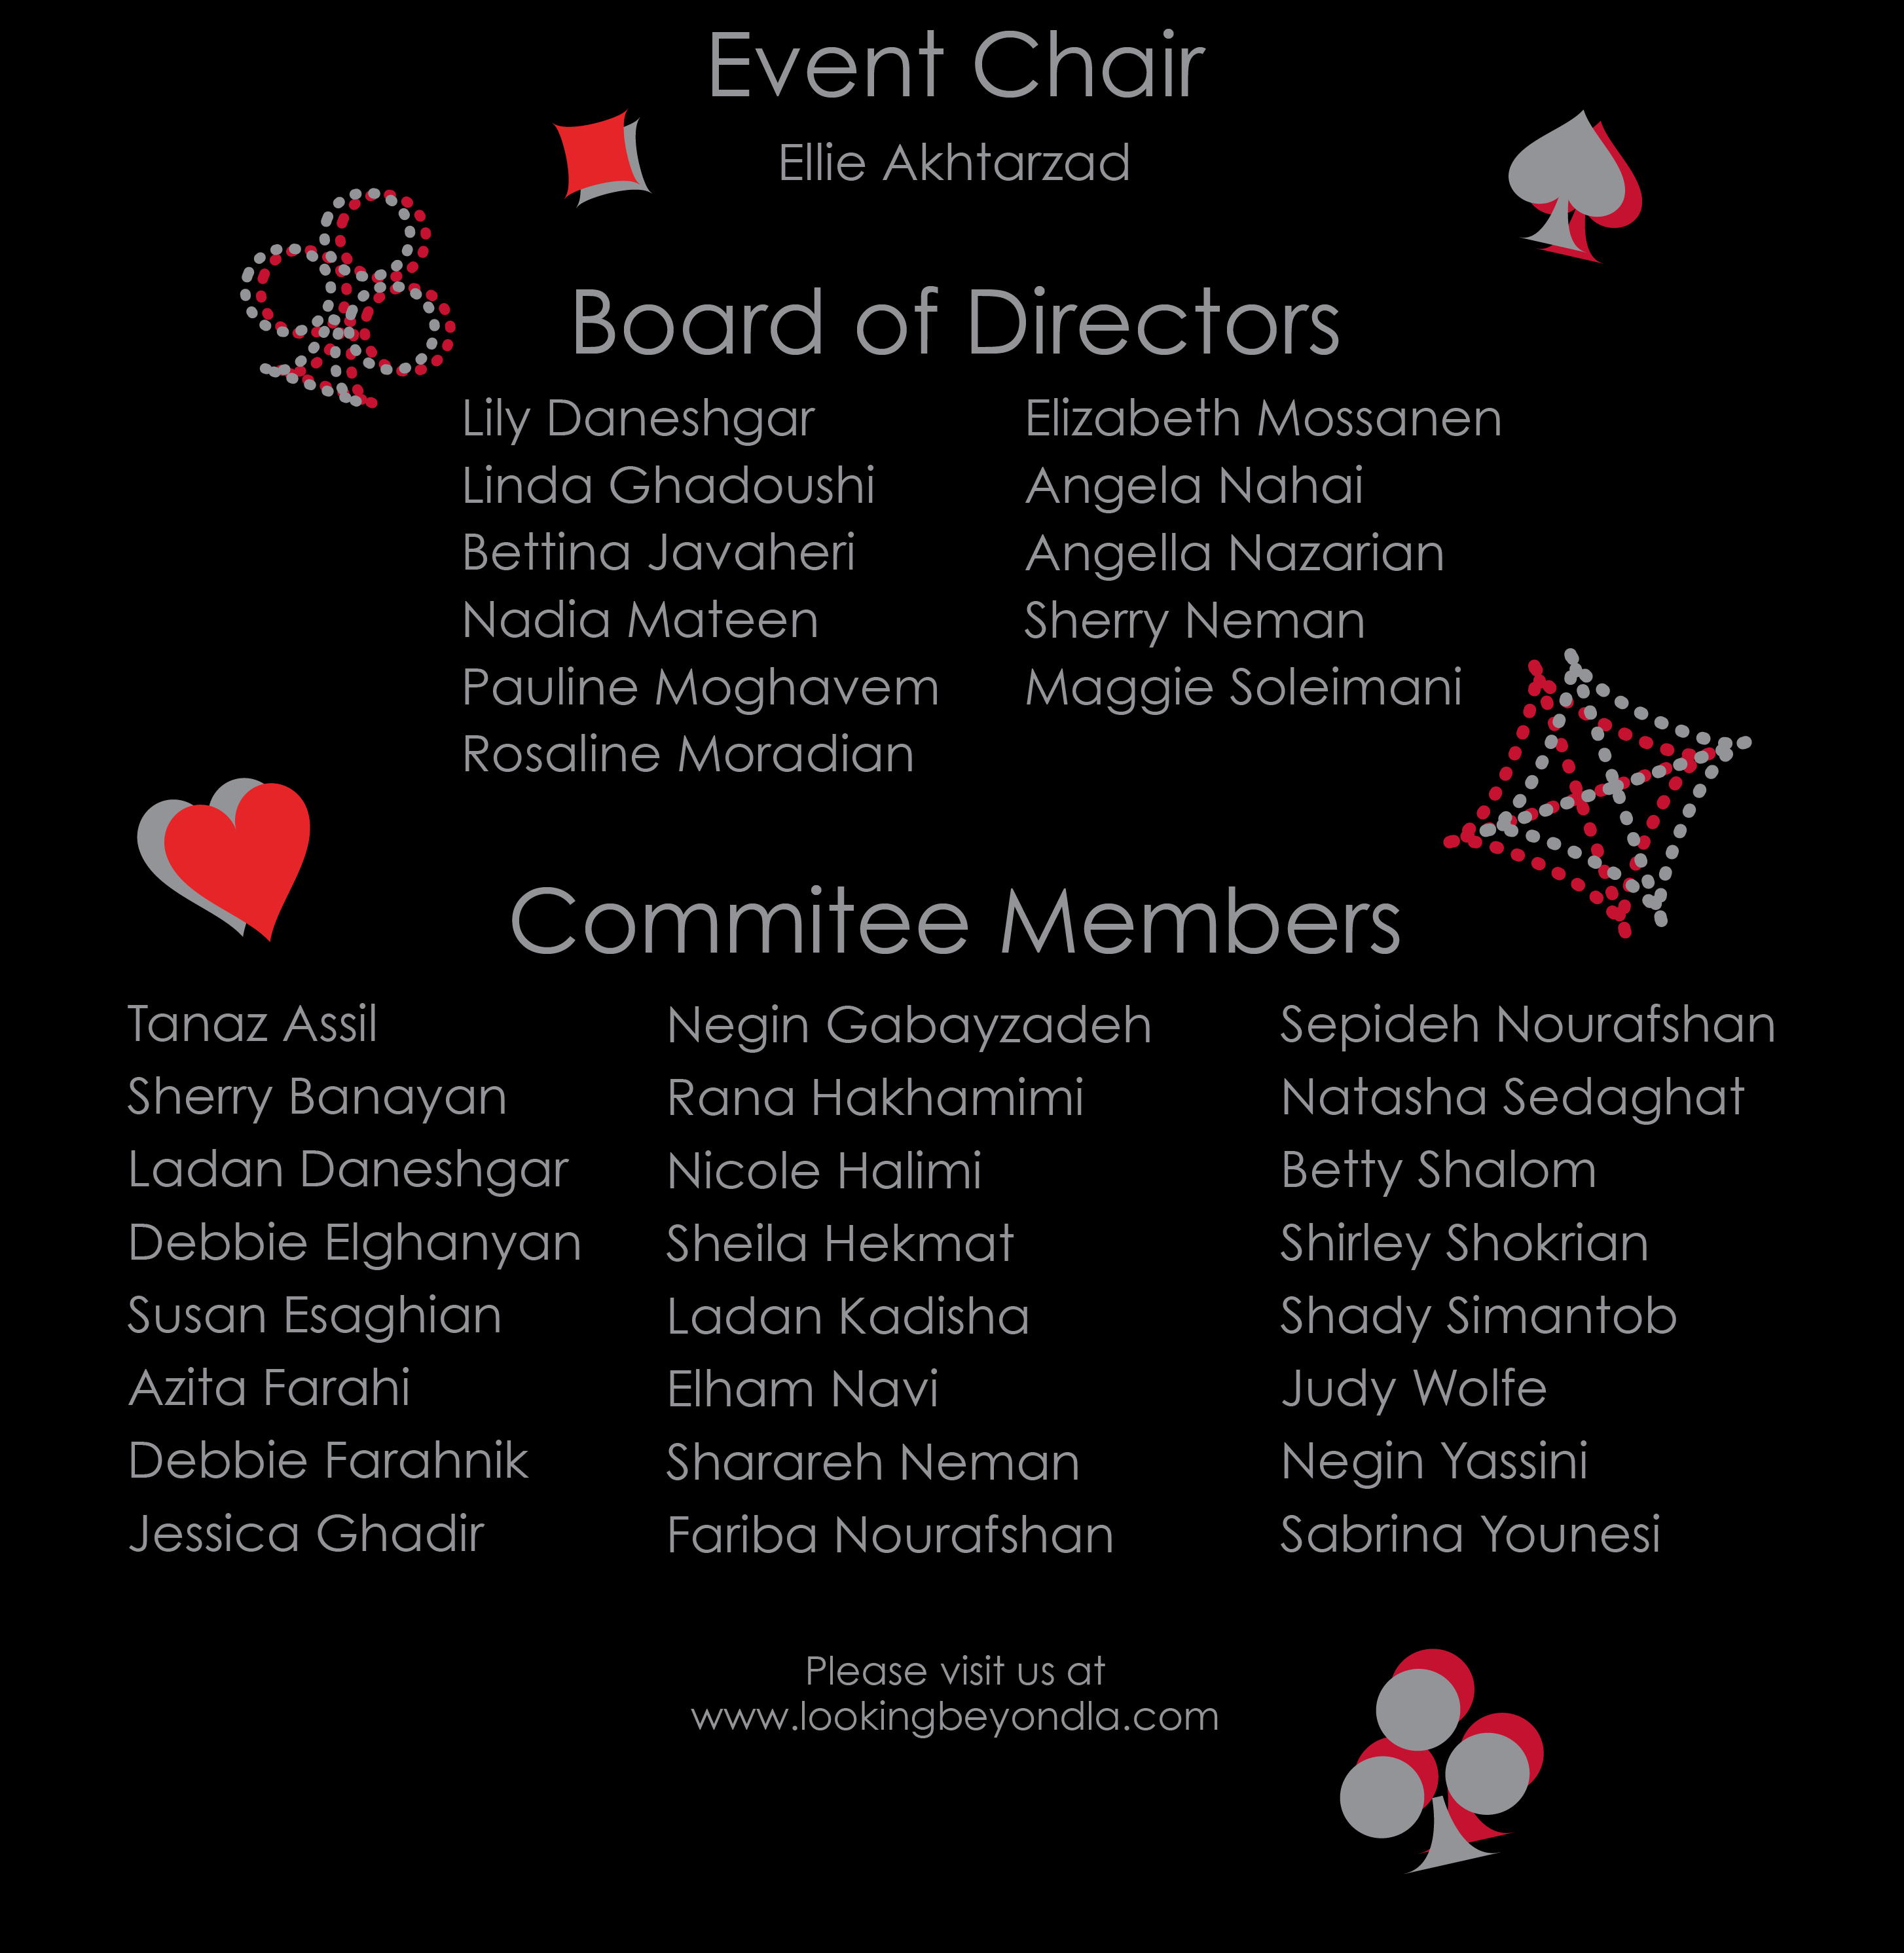 Event Chair
Ellie Akhtarzad
Board of Directors
Lily Daneshgar
Linda Ghadoushi
Bettina Javaheri
Nadia Mateen
Pauline Moghavem
Rosaline Moradian
Elizabeth Mossanen
Angela Nahai
Angella Nazarian
Sherry Neman
Maggie Soleimani
Commitee Members
Tanaz Assil
Sherry Banayan
Ladan Daneshgar
Debbie Elghanyan
Susan Esaghian
Azita Farahi
Debbie Farahnik
Jessica Ghadir
Negin Gabayzadeh
Rana Hakhamimi
Nicole Halimi
Sheila Hekmat
Ladan Kadisha
Elham Navi
Sharareh Neman
Fariba Nourafshan
Sepideh Nourafshan
Natasha Sedaghat
Betty Shalom
Shirley Shokrian
Shady Simantob
Judy Wolfe
Negin Yassini
Sabrina Younesi
Please visit us at
www.lookingbeyondla.com